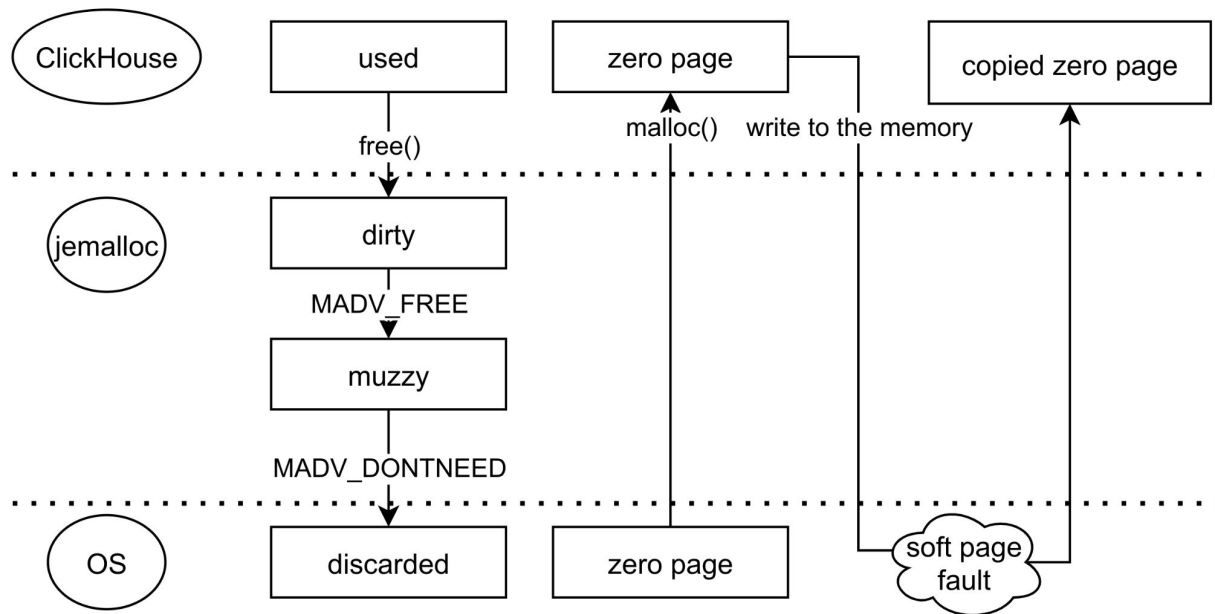 ClickHouse
used
zero page
copied zero page
free()
malloc()
write to the memory
jemalloc
dirty
MADV_FREE
muzzy
MADV_DONTNEED
OS
discarded
zero page
soft page
fault